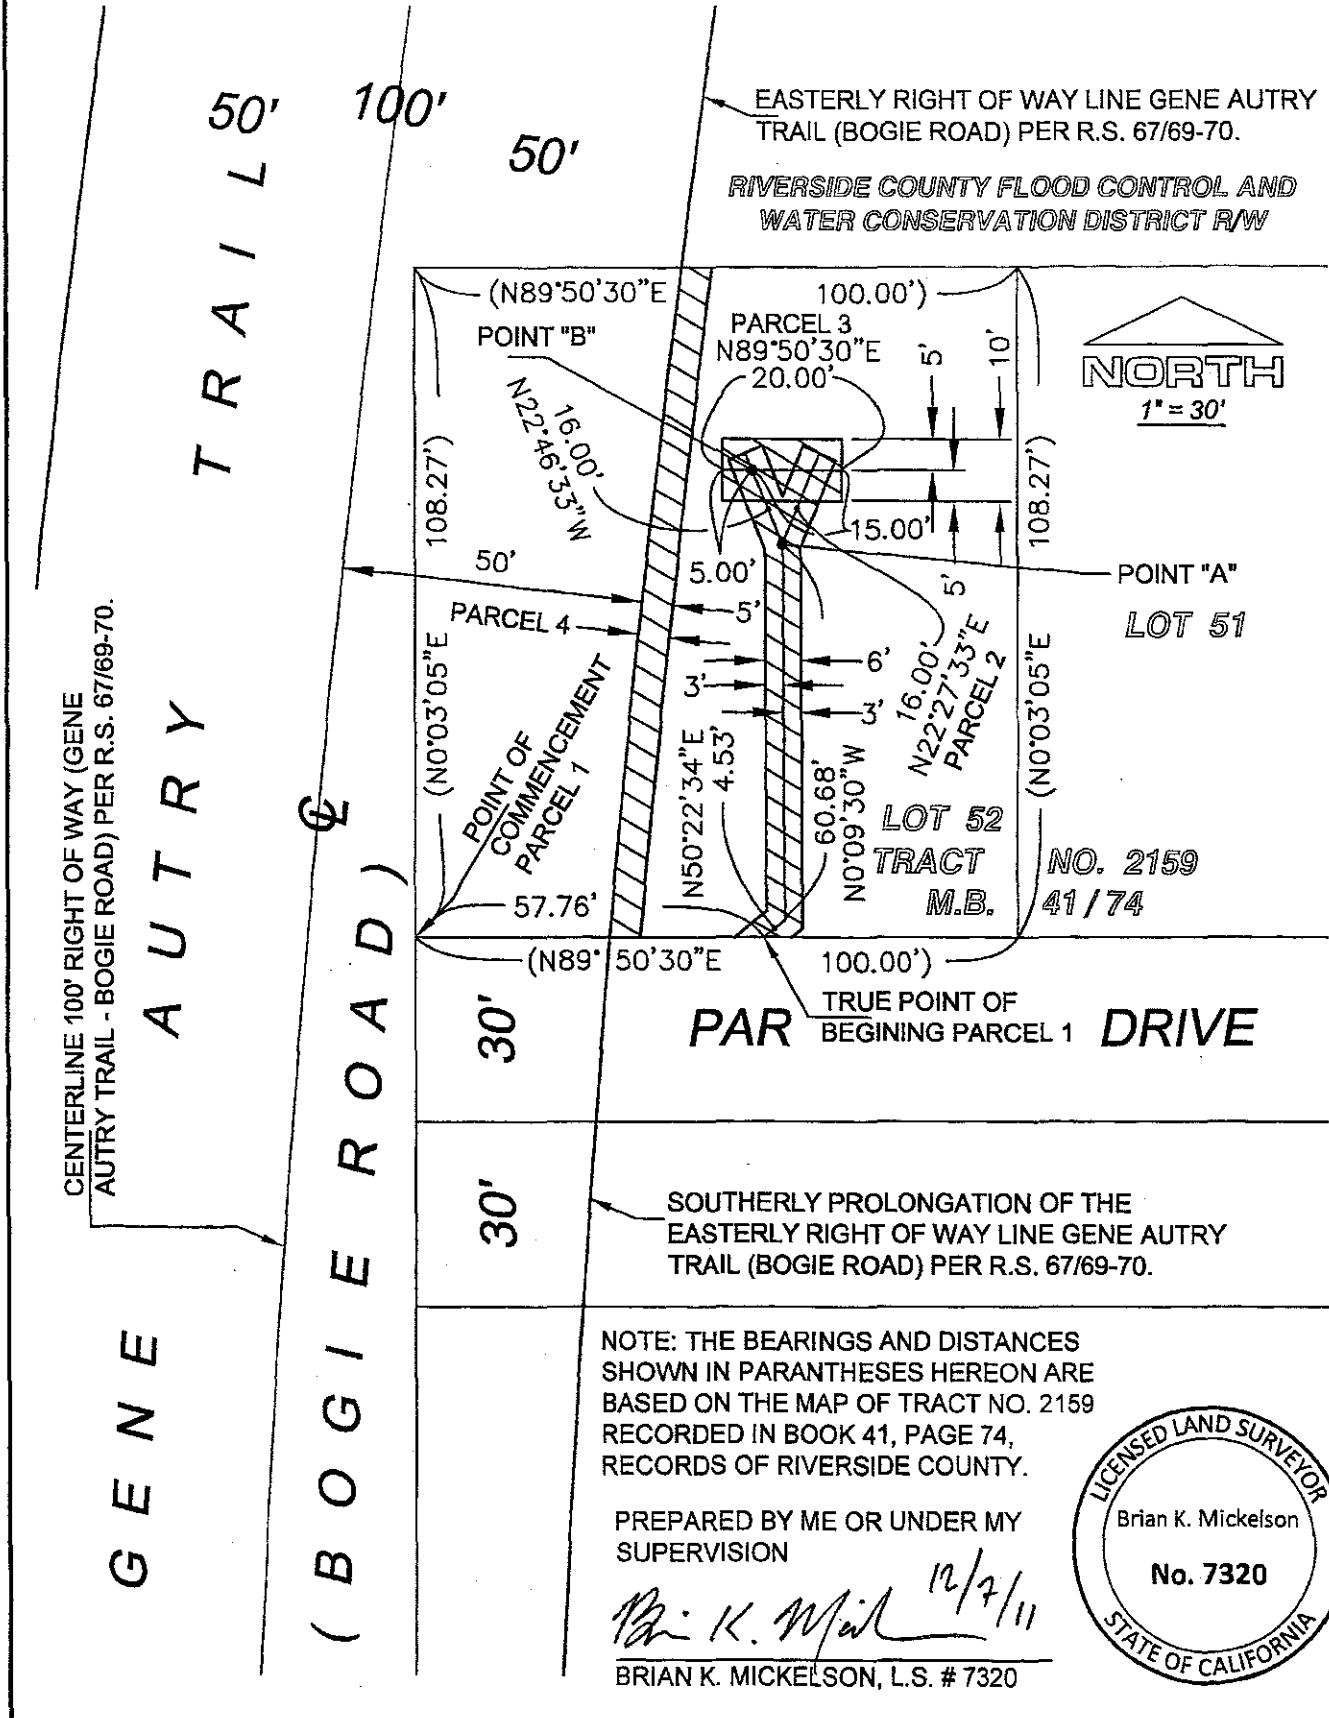 50' 100' 50'
EASTERLY RIGHT OF WAY LINE GENE AUTRY
TRAIL (BOGIE ROAD) PER R.S. 67/69-70.
RIVERSIDE COUNTY FLOOD CONTROL AND
WATER CONSERVATION DISTRICT R/W
(N89°50'30"E 100.00')
POINT "B"
PARCEL 3
N89°50'30"E
20.00'
5'
10'
NORTH
1" = 30'
16.00'
N22°46'33"W
108.27')
(N0°03'05"E
108.27')
(N0°03'05"E
15.00'
5.00'
5'
POINT "A"
LOT 51
50'
5'
PARCEL 4
6'
3'
3'
16.00'
N22°27'33"E
PARCEL 2
POINT OF
COMMENCEMENT
PARCEL 1
N50°22'34"E
4.53'
60.68'
N0°09'30"W
LOT 52
TRACT NO. 2159
M.B. 41 / 74
57.76'
(N89°50'30"E 100.00')
TRUE POINT OF
BEGINING PARCEL 1
PAR DRIVE
30'
30'
CENTERLINE 100' RIGHT OF WAY (GENE
AUTRY TRAIL - BOGIE ROAD) PER R.S. 67/69-70.
GENE AUTRY TRAIL
(BOGIE ROAD)
℄
SOUTHERLY PROLONGATION OF THE
EASTERLY RIGHT OF WAY LINE GENE AUTRY
TRAIL (BOGIE ROAD) PER R.S. 67/69-70.
NOTE: THE BEARINGS AND DISTANCES
SHOWN IN PARANTHESES HEREON ARE
BASED ON THE MAP OF TRACT NO. 2159
RECORDED IN BOOK 41, PAGE 74,
RECORDS OF RIVERSIDE COUNTY.
PREPARED BY ME OR UNDER MY
SUPERVISION
12/7/11
BRIAN K. MICKELSON, L.S. # 7320
LICENSED LAND SURVEYOR
Brian K. Mickelson
No. 7320
STATE OF CALIFORNIA